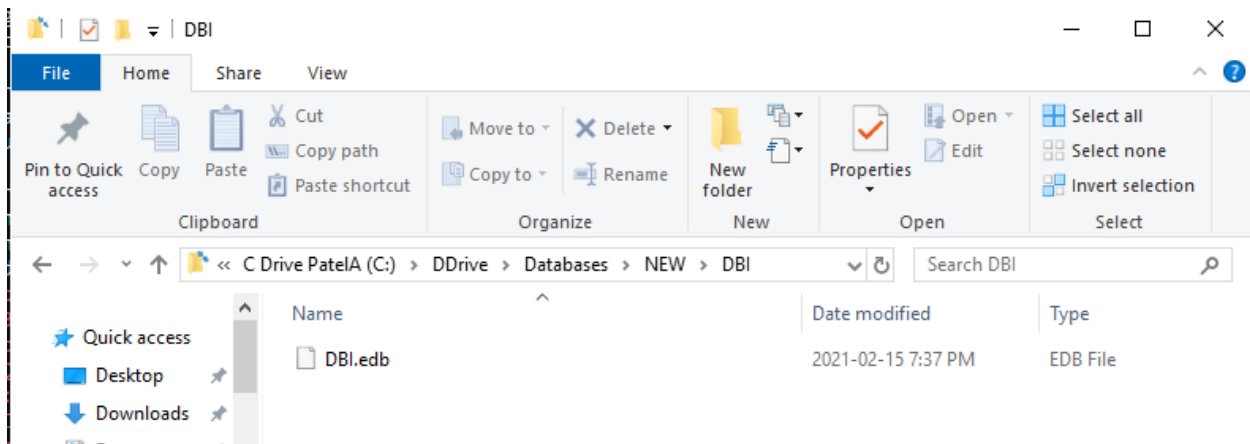 DBI
File Home Share View
Pin to Quick access
Copy
Paste
Cut
Copy path
Paste shortcut
Clipboard
Move to
Copy to
Delete
Rename
Organize
New folder
New
Properties
Open
Edit
Open
Select all
Select none
Invert selection
Select
« C Drive PatelA (C:) > DDrive > Databases > NEW > DBI
Search DBI
Name Date modified Type
Quick access
Desktop
Downloads
DBI.edb 2021-02-15 7:37 PM EDB File